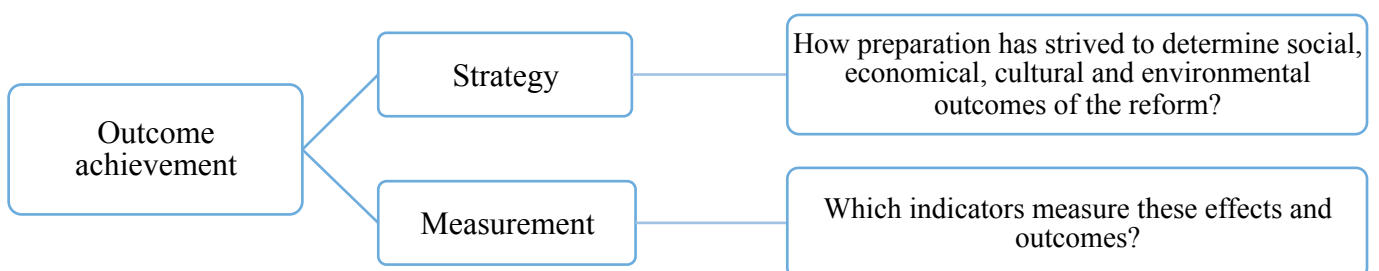 Outcome
achievement
Strategy
How preparation has strived to determine social,
economical, cultural and environmental
outcomes of the reform?
Measurement
Which indicators measure these effects and
outcomes?